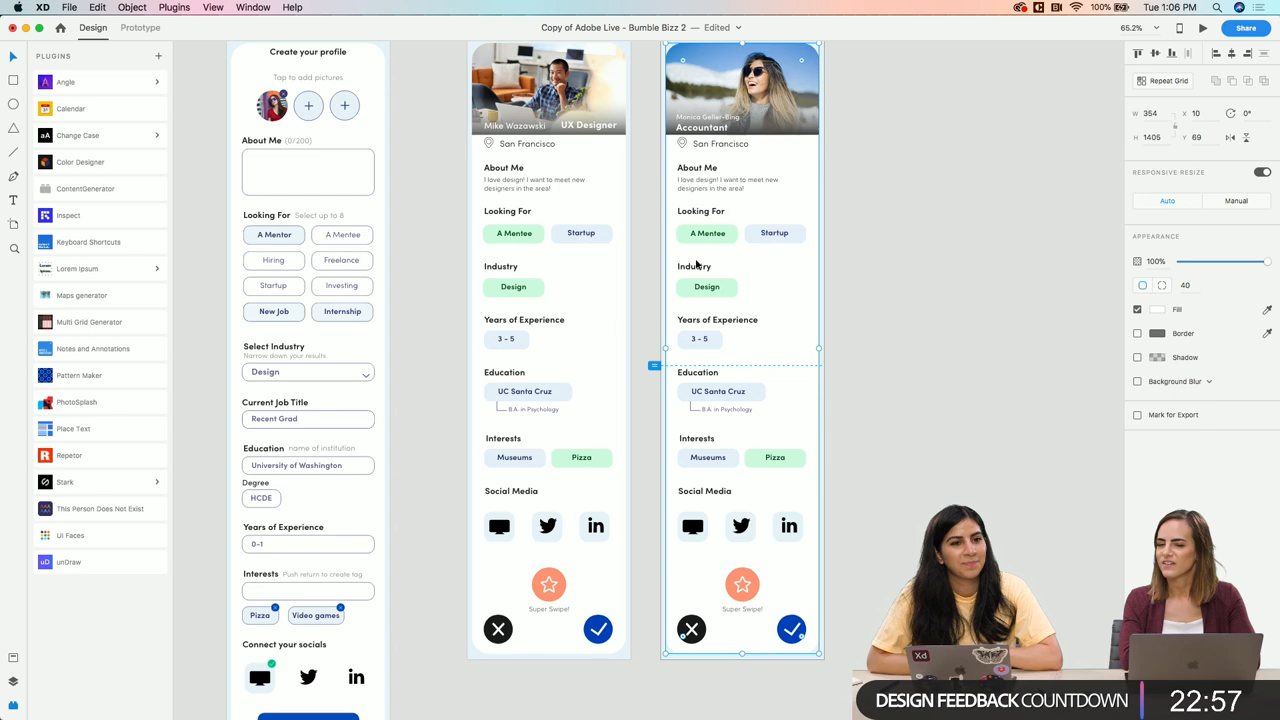 XD File Edit Object Plugins View Window Help
100% Tue 1:06 PM
Design Prototype
Copy of Adobe Live - Bumble Bizz 2 – Edited
65.2%
Share
PLUGINS
Angle
Calendar
aA Change Case
Color Designer
ContentGenerator
Inspect
Keyboard Shortcuts
Lorem Ipsum
Maps generator
Multi Grid Generator
Notes and Annotations
Pattern Maker
PhotoSplash
Place Text
Repetor
Stark
This Person Does Not Exist
UI Faces
uD unDraw
Create your profile
Tap to add pictures
About Me (0/200)
Looking For Select up to 8
A Mentor A Mentee
Hiring Freelance
Startup Investing
New Job Internship
Select Industry
Narrow down your results
Design
Current Job Title
Recent Grad
Education name of institution
University of Washington
Degree
HCDE
Years of Experience
0-1
Interests Push return to create tag
Pizza Video games
Connect your socials
in
Mike Wazawski UX Designer
San Francisco
About Me
I love design! I want to meet new
designers in the area!
Looking For
A Mentee Startup
Industry
Design
Years of Experience
3 - 5
Education
UC Santa Cruz
B.A. in Psychology
Interests
Museums Pizza
Social Media
in
Super Swipe!
Monica Geller-Bing
Accountant
San Francisco
About Me
I love design! I want to meet new
designers in the area!
Looking For
A Mentee Startup
Industry
Design
Years of Experience
3 - 5
Education
UC Santa Cruz
B.A. in Psychology
Interests
Museums Pizza
Social Media
in
Super Swipe!
Repeat Grid
W 354 X 10 0°
H 1405 Y 69
RESPONSIVE RESIZE
Auto Manual
APPEARANCE
100%
40
Fill
Border
Shadow
Background Blur
Mark for Export
Xd
DESIGN FEEDBACK COUNTDOWN 22:57